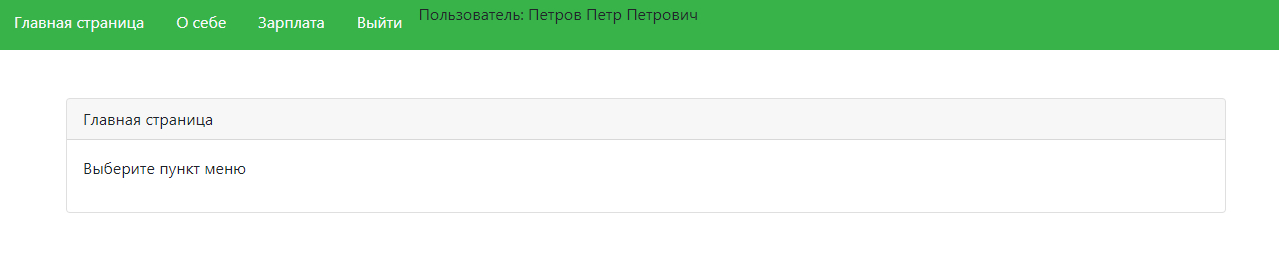 Главная страница О себе Зарплата Выйти Пользователь: Петров Петр Петрович
Главная страница
Выберите пункт меню